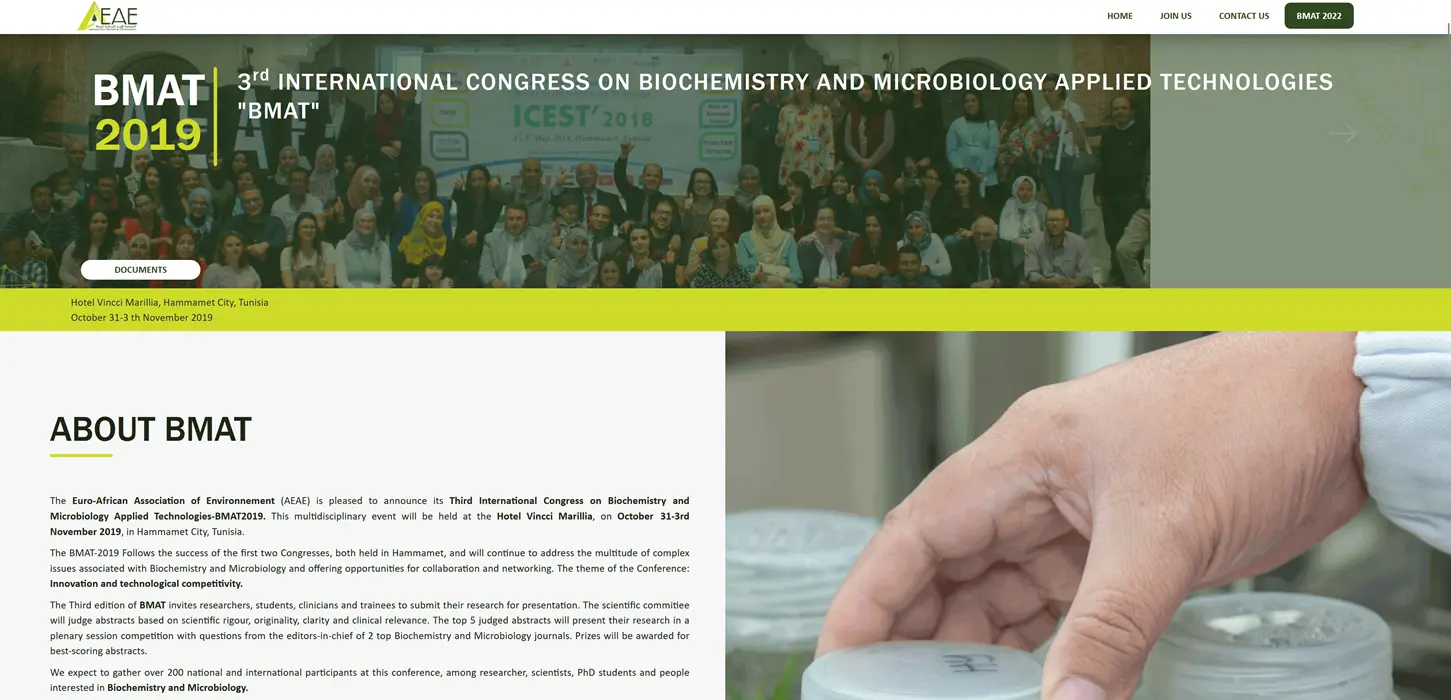 AEAE
HOME
JOIN US
CONTACT US
BMAT 2022
BMAT
2019
3rd INTERNATIONAL CONGRESS ON BIOCHEMISTRY AND MICROBIOLOGY APPLIED TECHNOLOGIES
"BMAT"
ICEST' 2018
DOCUMENTS
Hotel Vincci Marillia, Hammamet City, Tunisia
October 31-3 th November 2019
ABOUT BMAT
The Euro-African Association of Environnement (AEAE) is pleased to announce its Third International Congress on Biochemistry and
Microbiology Applied Technologies-BMAT2019. This multidisciplinary event will be held at the Hotel Vincci Marillia, on October 31-3rd
November 2019, in Hammamet City, Tunisia.
The BMAT-2019 Follows the success of the first two Congresses, both held in Hammamet, and will continue to address the multitude of complex
issues associated with Biochemistry and Microbiology and offering opportunities for collaboration and networking. The theme of the Conference:
Innovation and technological competitivity.
The Third edition of BMAT invites researchers, students, clinicians and trainees to submit their research for presentation. The scientific commitiee
will judge abstracts based on scientific rigour, originality, clarity and clinical relevance. The top 5 judged abstracts will present their research in a
plenary session competition with questions from the editors-in-chief of 2 top Biochemistry and Microbiology journals. Prizes will be awarded for
best-scoring abstracts.
We expect to gather over 200 national and international participants at this conference, among researcher, scientists, PhD students and people
interested in Biochemistry and Microbiology.